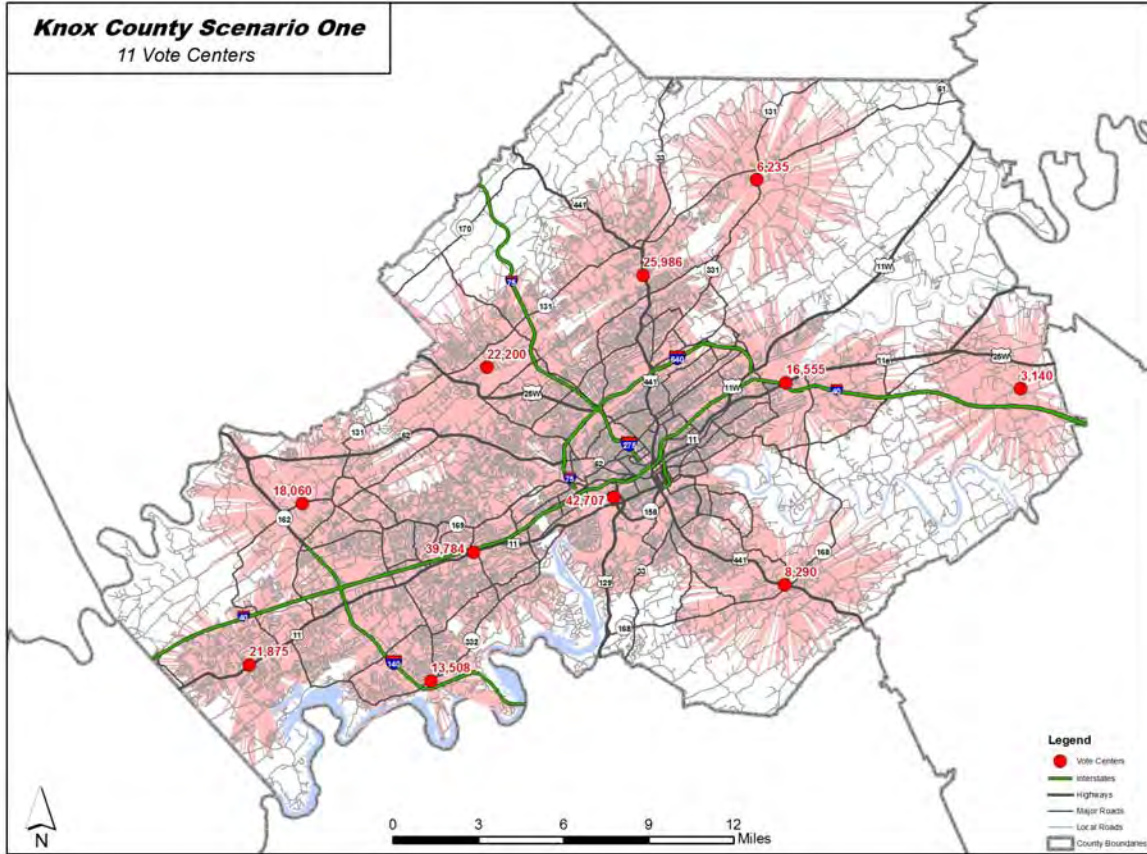 Knox County Scenario One
11 Vote Centers
61
131
33
6,235
441
170
11W
25,986
331
75
131
22,200
640
441
16,555
11E
25W
3,140
25W
11W
40
131
62
11
275
62
75
18,060
42,707
162
169
158
39,784
11
441
168
129
33
8,290
40
11
332
168
21,875
140
13,508
Legend
Vote Centers
Interstates
Highways
Major Roads
Local Roads
County Boundaries
N
0 3 6 9 12
Miles